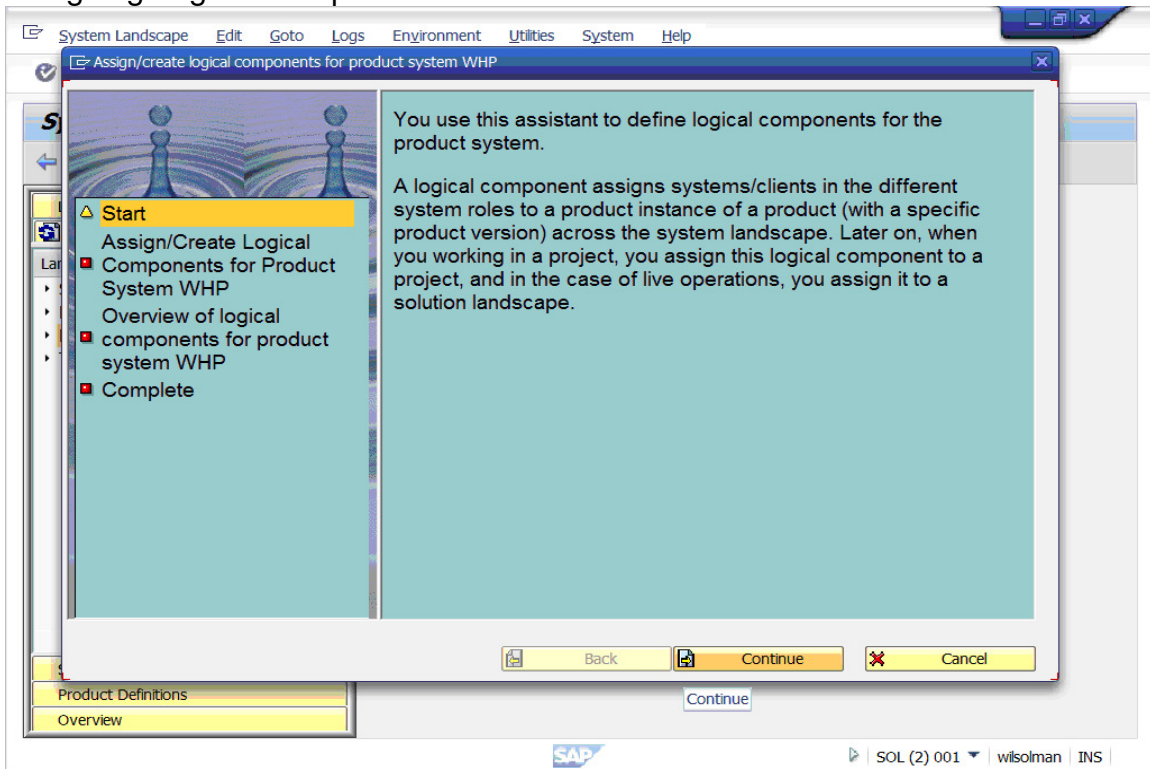 System Landscape Edit Goto Logs Environment Utilities System Help
Assign/create logical components for product system WHP
You use this assistant to define logical components for the
product system.
A logical component assigns systems/clients in the different
system roles to a product instance of a product (with a specific
product version) across the system landscape. Later on, when
you working in a project, you assign this logical component to a
project, and in the case of live operations, you assign it to a
solution landscape.
Start
Assign/Create Logical
Components for Product
System WHP
Overview of logical
components for product
system WHP
Complete
Back Continue Cancel
Product Definitions
Continue
Overview
SAP
SOL (2) 001 wilsolman INS